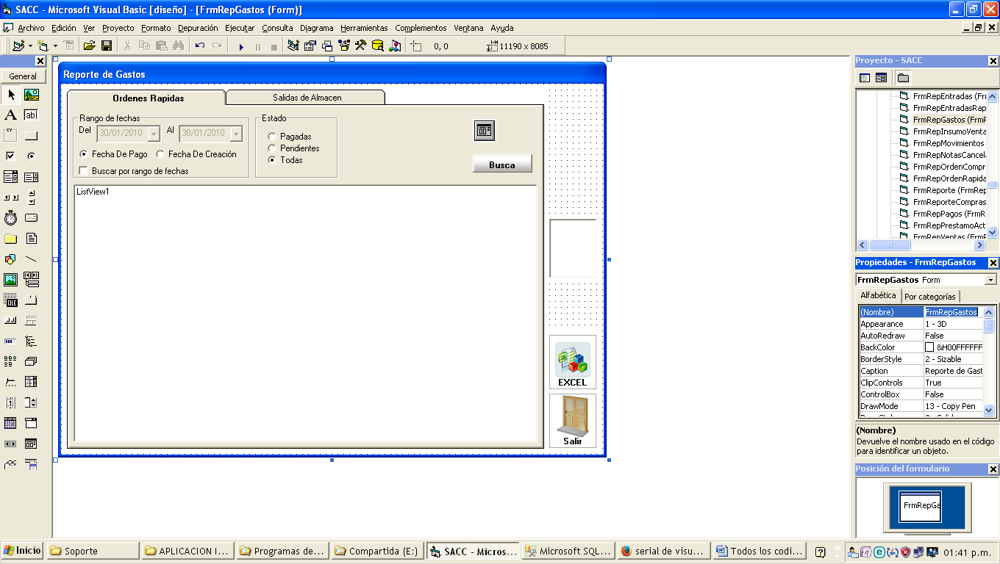 SACC - Microsoft Visual Basic [diseño] - [FrmRepGastos (Form)]
Archivo Edición Ver Proyecto Formato Depuración Ejecutar Consulta Diagrama Herramientas Complementos Ventana Ayuda
0, 0 11190 x 8085
General
A
ab|
xv
OLE
Reporte de Gastos
Ordenes Rapidas Salidas de Almacen
Rango de fechas
Del 30/01/2010 Al 30/01/2010
Fecha De Pago Fecha De Creación
Buscar por rango de fechas
Estado
Pagadas
Pendientes
Todas
Busca
ListView1
EXCEL
Salir
Proyecto - SACC
FrmRepEntradas (Fr
FrmRepEntradasRap
FrmRepGastos (FrmF
FrmRepInsumoVenta
FrmRepMovimientos
FrmRepNotasCancel
FrmRepOrdenCompr
FrmRepOrdenRapida
FrmReporte (FrmRep
FrmReporteCompras
FrmRepPagos (FrmR
FrmRepPrestamoAct
FrmRepVentas (FrmF
Propiedades - FrmRepGastos
FrmRepGastos Form
Alfabética Por categorías
(Nombre) FrmRepGastos
Appearance 1 - 3D
AutoRedraw False
BackColor &H00FFFFFF
BorderStyle 2 - Sizable
Caption Reporte de Gast
ClipControls True
ControlBox False
DrawMode 13 - Copy Pen
(Nombre)
Devuelve el nombre usado en el código
para identificar un objeto.
Posición del formulario
FrmRepGa
Inicio Soporte APLICACION I... Programas de... Compartida (E:) SACC - Micros... Microsoft SQL... serial de visu... Todos los codi... 01:41 p.m.